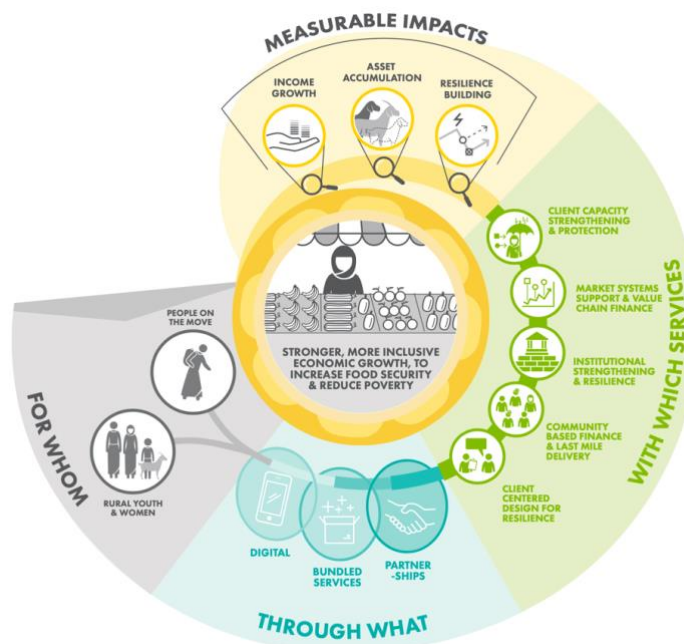 MEASURABLE IMPACTS
INCOME
GROWTH
ASSET
ACCUMULATION
RESILIENCE
BUILDING
CLIENT CAPACITY
STRENGTHENING
& PROTECTION
MARKET SYSTEMS
SUPPORT & VALUE
CHAIN FINANCE
INSTITUTIONAL
STRENGTHENING
& RESILIENCE
COMMUNITY
BASED FINANCE
& LAST MILE
DELIVERY
CLIENT
CENTERED
DESIGN FOR
RESILIENCE
WITH WHICH SERVICES
STRONGER, MORE INCLUSIVE
ECONOMIC GROWTH, TO
INCREASE FOOD SECURITY
& REDUCE POVERTY
PEOPLE ON
THE MOVE
RURAL YOUTH
& WOMEN
FOR WHOM
DIGITAL
BUNDLED
SERVICES
PARTNER
-SHIPS
THROUGH WHAT